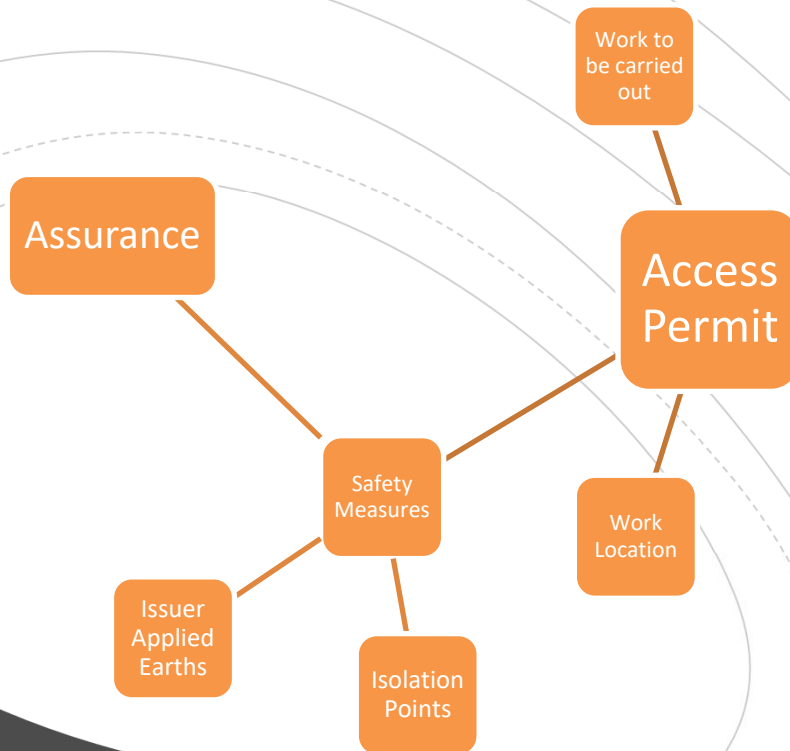 Work to
be carried
out
Assurance
Access
Permit
Safety
Measures
Work
Location
Issuer
Applied
Earths
Isolation
Points